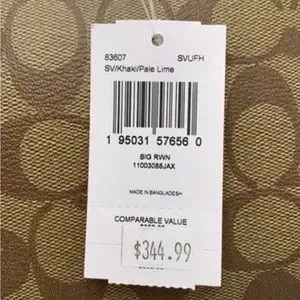 83607 SVUFH
SV/Khaki/Pale Lime
1 95031 57656 0
SIG RWN
11003088JAX
MADE IN BANGLADESH
COMPARABLE VALUE
$344.99